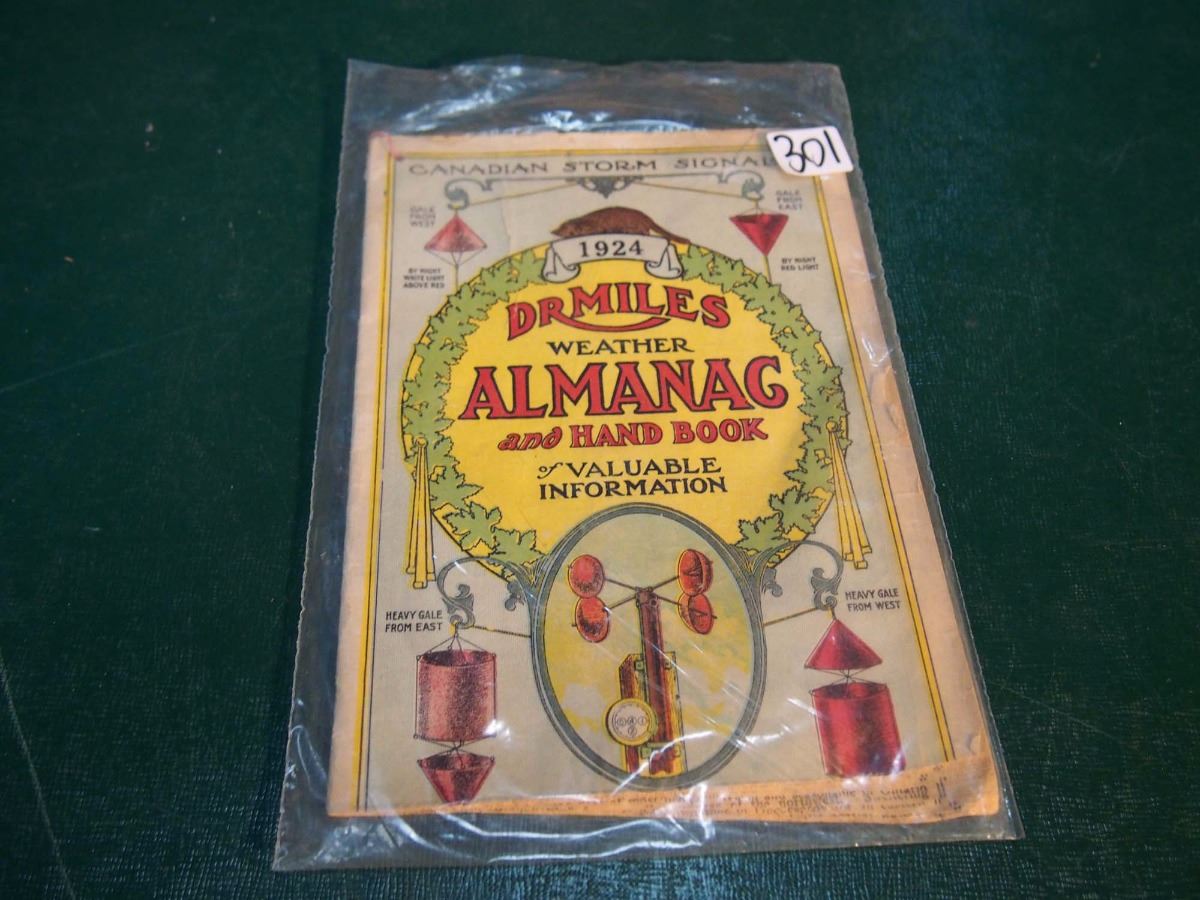 301
CANADIAN STORM SIGNAL
GALE
FROM
WEST
GALE
FROM
EAST
1924
BY NIGHT
WHITE LIGHT
ABOVE RED
BY NIGHT
RED LIGHT
DR MILES
WEATHER
ALMANAC
and HAND BOOK
of VALUABLE
INFORMATION
HEAVY GALE
FROM EAST
HEAVY GALE
FROM WEST